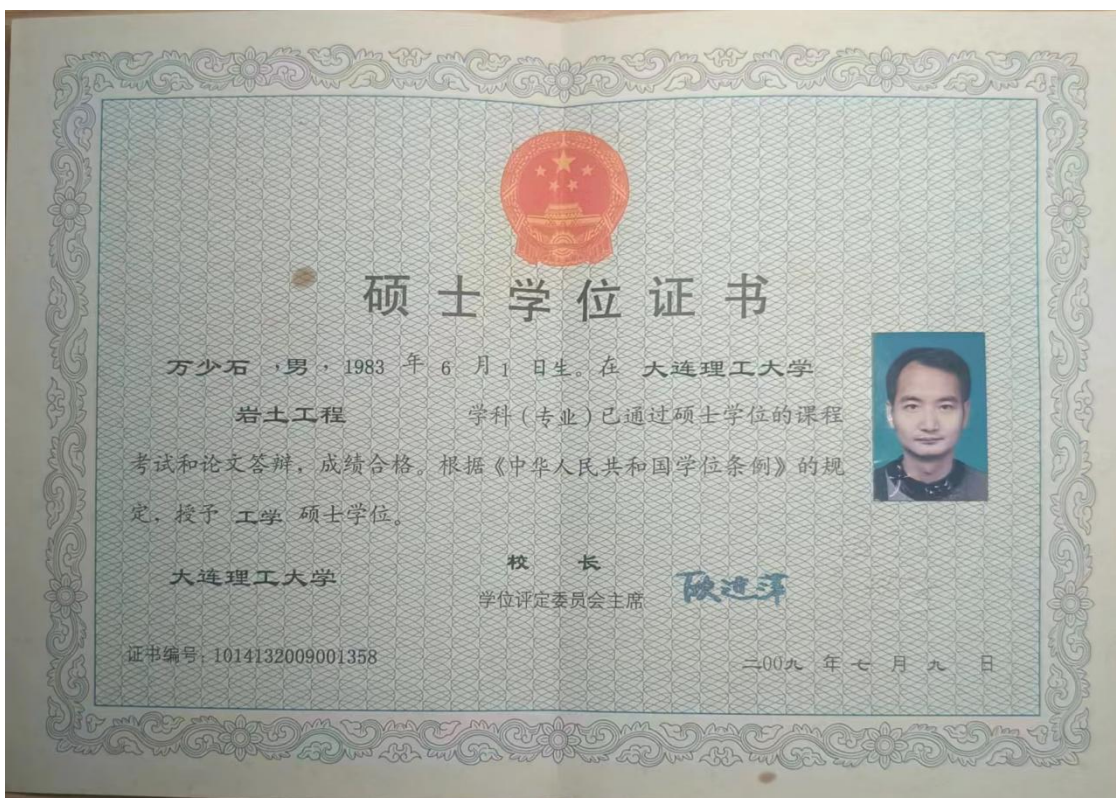 硕士学位证书
万少石 ,男, 1983 年 6 月 1 日生。在 大连理工大学
岩土工程 学科(专业)已通过硕士学位的课程
考试和论文答辩,成绩合格。根据《中华人民共和国学位条例》的规
定,授予 工学 硕士学位。
大连理工大学
校 长
学位评定委员会主席 欧进萍
证书编号:1014132009001358
二00九 年 七 月 九 日